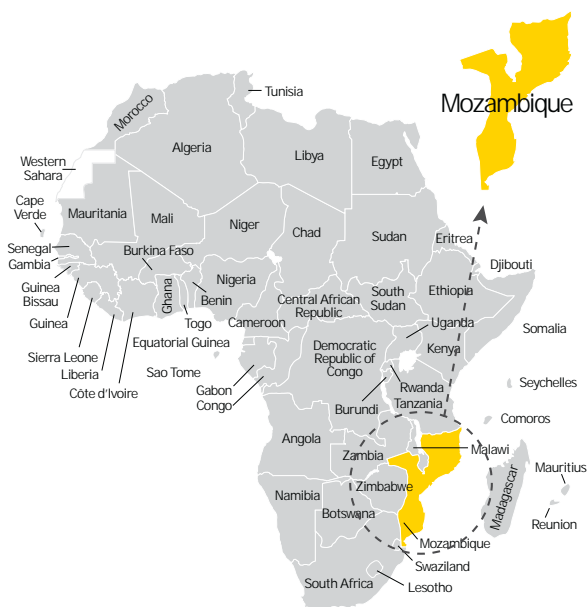 Mozambique
Tunisia
Morocco
Algeria
Libya
Egypt
Western
Sahara
Cape
Verde
Mauritania
Mali
Niger
Chad
Sudan
Eritrea
Senegal
Gambia
Burkina Faso
Djibouti
Guinea
Bissau
Ghana
Nigeria
Benin
Central African
Republic
South
Sudan
Ethiopia
Guinea
Togo
Cameroon
Uganda
Somalia
Equatorial Guinea
Democratic
Republic of
Congo
Kenya
Sierra Leone
Liberia
Sao Tome
Côte d'Ivoire
Gabon
Congo
Rwanda
Tanzania
Burundi
Seychelles
Comoros
Angola
Zambia
Malawi
Mauritius
Madagascar
Zimbabwe
Namibia
Botswana
Reunion
Mozambique
Swaziland
South Africa
Lesotho